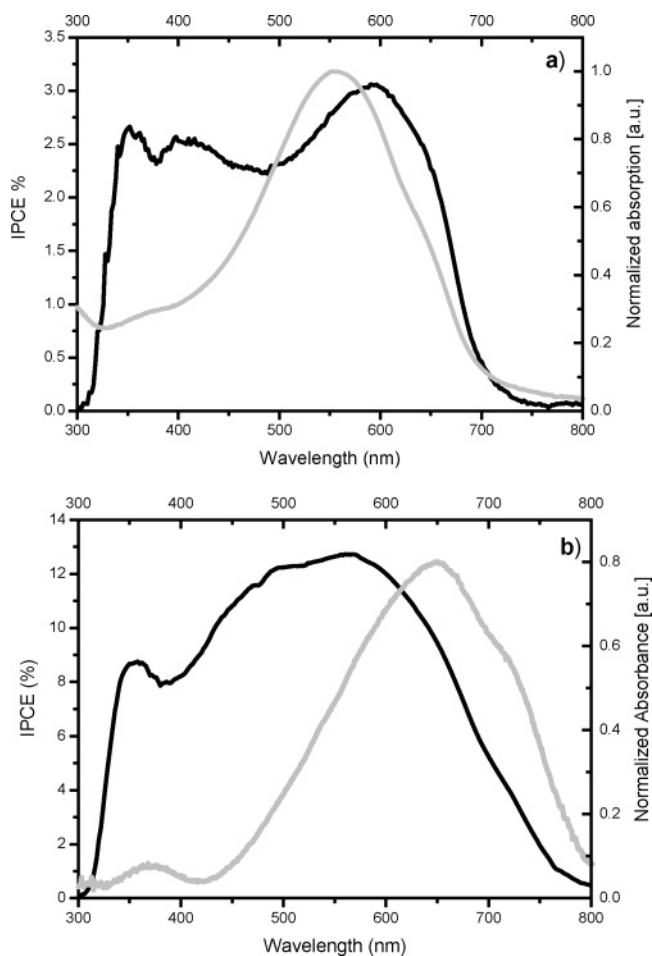 300 400 500 600 700 800
a)
3.5
3.0
2.5
2.0
1.5
1.0
0.5
0.0
IPCE %
1.0
0.8
0.6
0.4
0.2
0.0
Normalized absorption [a.u.]
300 400 500 600 700 800
Wavelength (nm)
300 400 500 600 700 800
b)
14
12
10
8
6
4
2
0
IPCE (%)
0.8
0.6
0.4
0.2
0.0
Normalized Absorbance [a.u.]
300 400 500 600 700 800
Wavelength (nm)